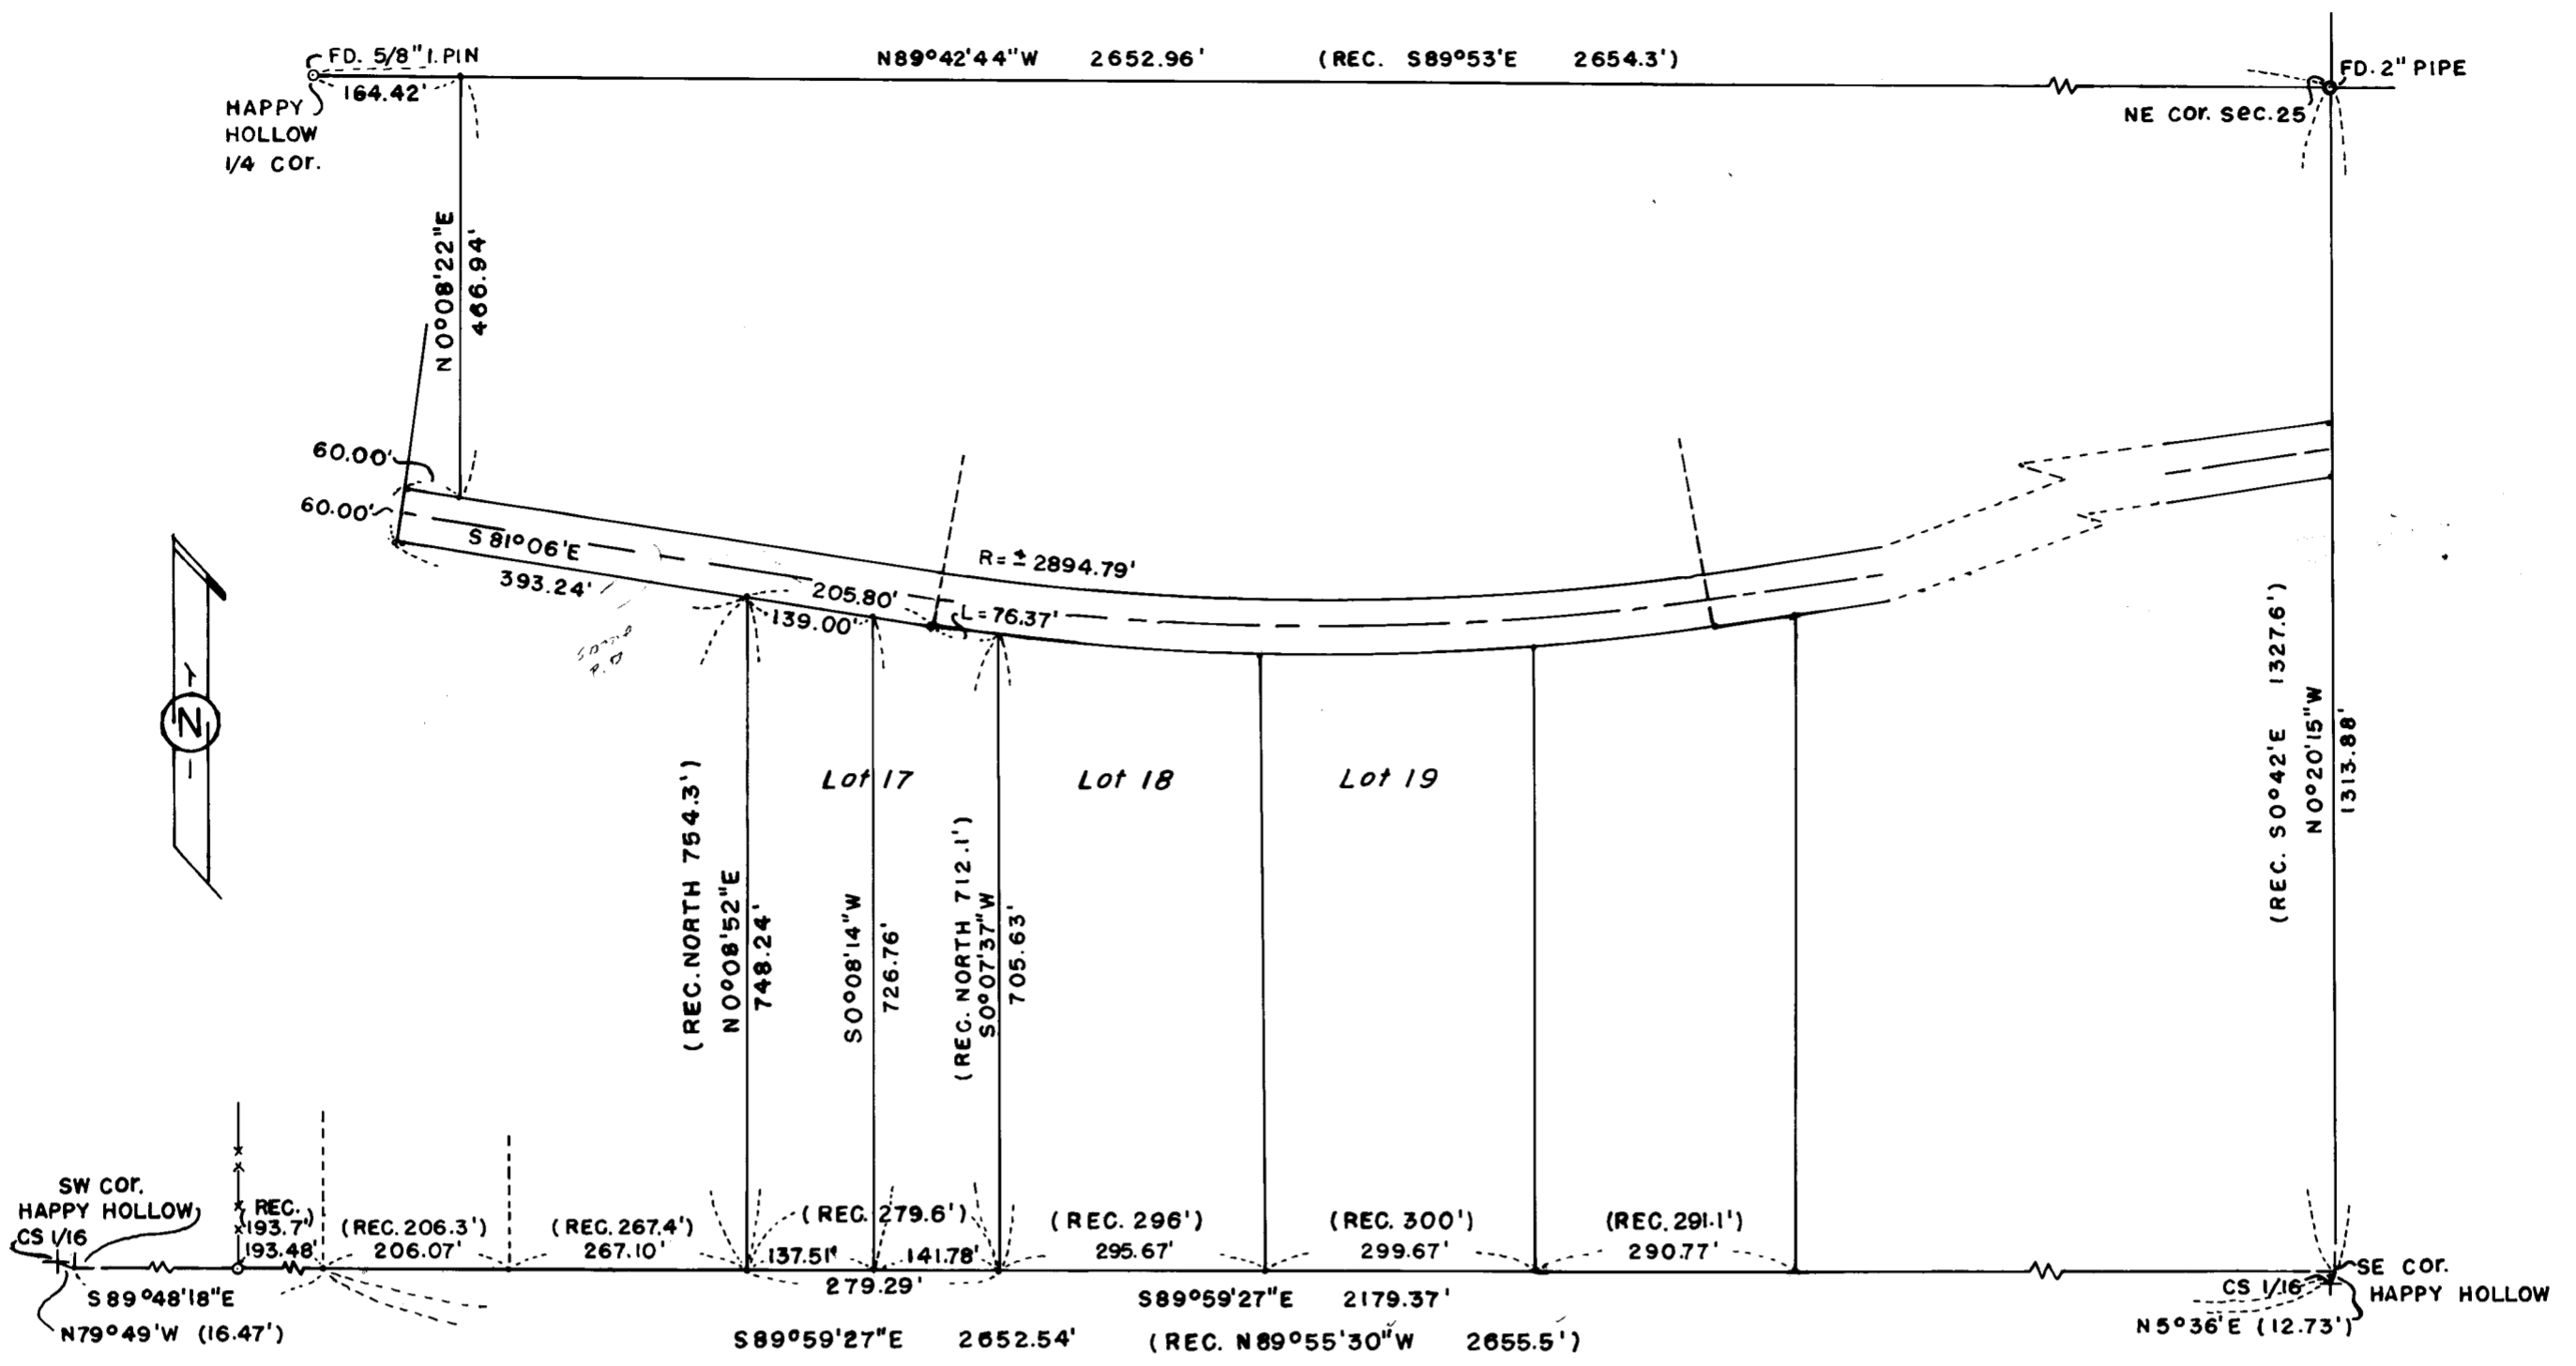 FD. 5/8" I. PIN
N89°42'44"W 2652.96' (REC. S89°53'E 2654.3')
FD. 2" PIPE
164.42'
HAPPY
HOLLOW
1/4 COR.
NE COR. SEC. 25
N0°08'22"E
466.94'
60.00'
60.00'
S81°06'E
393.24'
R=± 2894.79'
205.80'
L=76.37'
139.00'
N
Lot 17
Lot 18
Lot 19
(REC. NORTH 754.3')
N0°08'52"E
748.24'
S0°08'14"W
726.76'
(REC. NORTH 712.1')
S0°07'37"W
705.63'
(REC. S0°42'E 1327.6')
N0°20'15"W
1313.88'
SW COR.
HAPPY HOLLOW
CS 1/16
(REC.
193.7')
193.48'
(REC. 206.3')
206.07'
(REC. 267.4')
267.10'
(REC. 279.6')
137.51'
141.78'
279.29'
(REC. 296')
295.67'
(REC. 300')
299.67'
(REC. 291.1')
290.77'
S89°48'18"E
N79°49'W (16.47')
S89°59'27"E 2179.37'
S89°59'27"E 2652.54' (REC. N89°55'30"W 2655.5')
SE COR.
HAPPY HOLLOW
CS 1/16
N5°36'E (12.73')